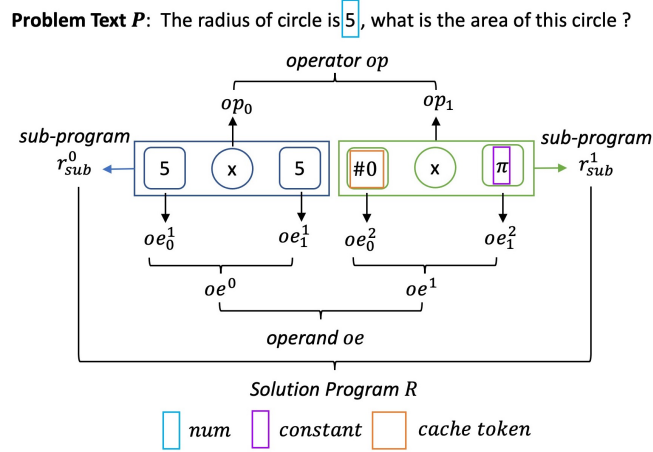 Problem Text P: The radius of circle is 5, what is the area of this circle ?
operator op
op₀ op₁
sub-program sub-program
r⁰sub 5 x 5 #0 x π r¹sub
oe¹₀ oe¹₁ oe²₀ oe²₁
oe⁰ oe¹
operand oe
Solution Program R
num constant cache token